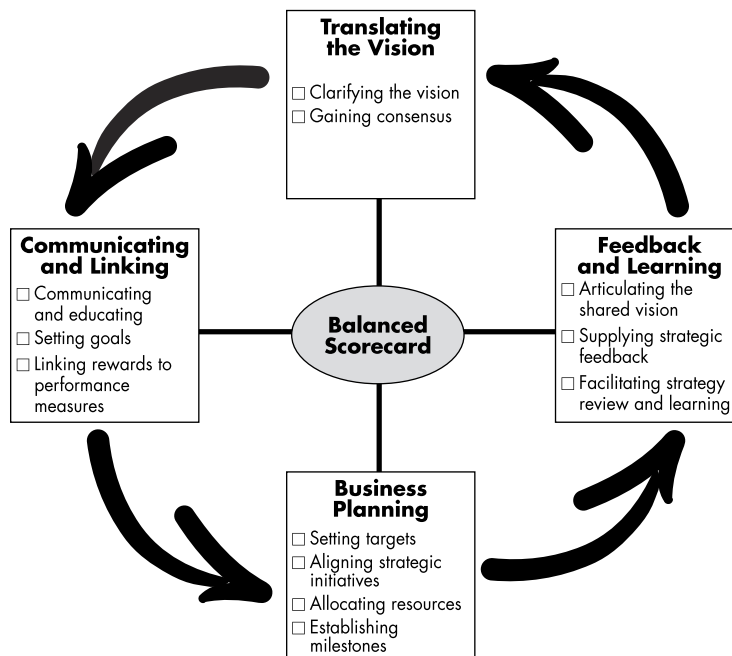 Translating
the Vision
☐ Clarifying the vision
☐ Gaining consensus
Communicating
and Linking
☐ Communicating
and educating
☐ Setting goals
☐ Linking rewards to
performance
measures
Balanced
Scorecard
Feedback
and Learning
☐ Articulating the
shared vision
☐ Supplying strategic
feedback
☐ Facilitating strategy
review and learning
Business
Planning
☐ Setting targets
☐ Aligning strategic
initiatives
☐ Allocating resources
☐ Establishing
milestones